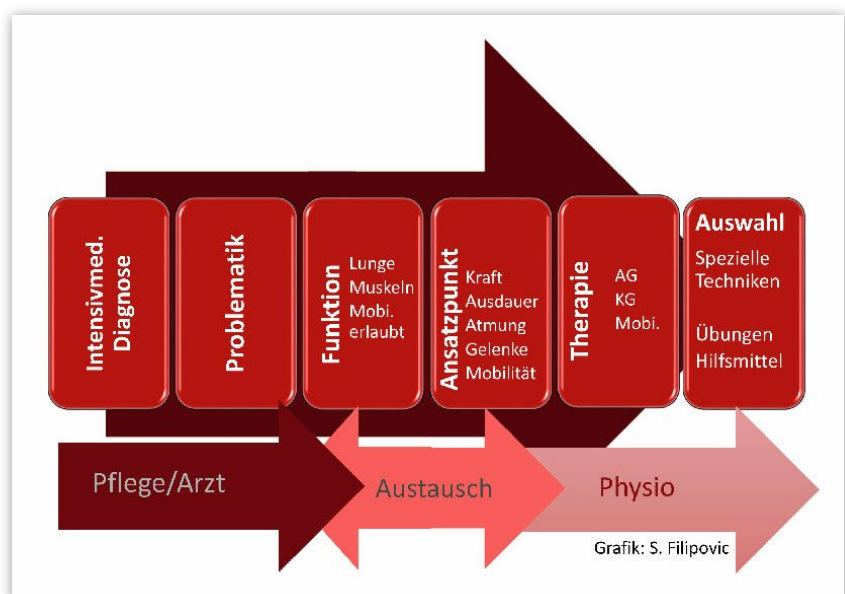 Intensivmed.
Diagnose
Problematik
Funktion
Lunge
Muskeln
Mobi.
erlaubt
Ansatzpunkt
Kraft
Ausdauer
Atmung
Gelenke
Mobilität
Therapie
AG
KG
Mobi.
Auswahl
Spezielle
Techniken
Übungen
Hilfsmittel
Pflege/Arzt
Austausch
Physio
Grafik: S. Filipovic